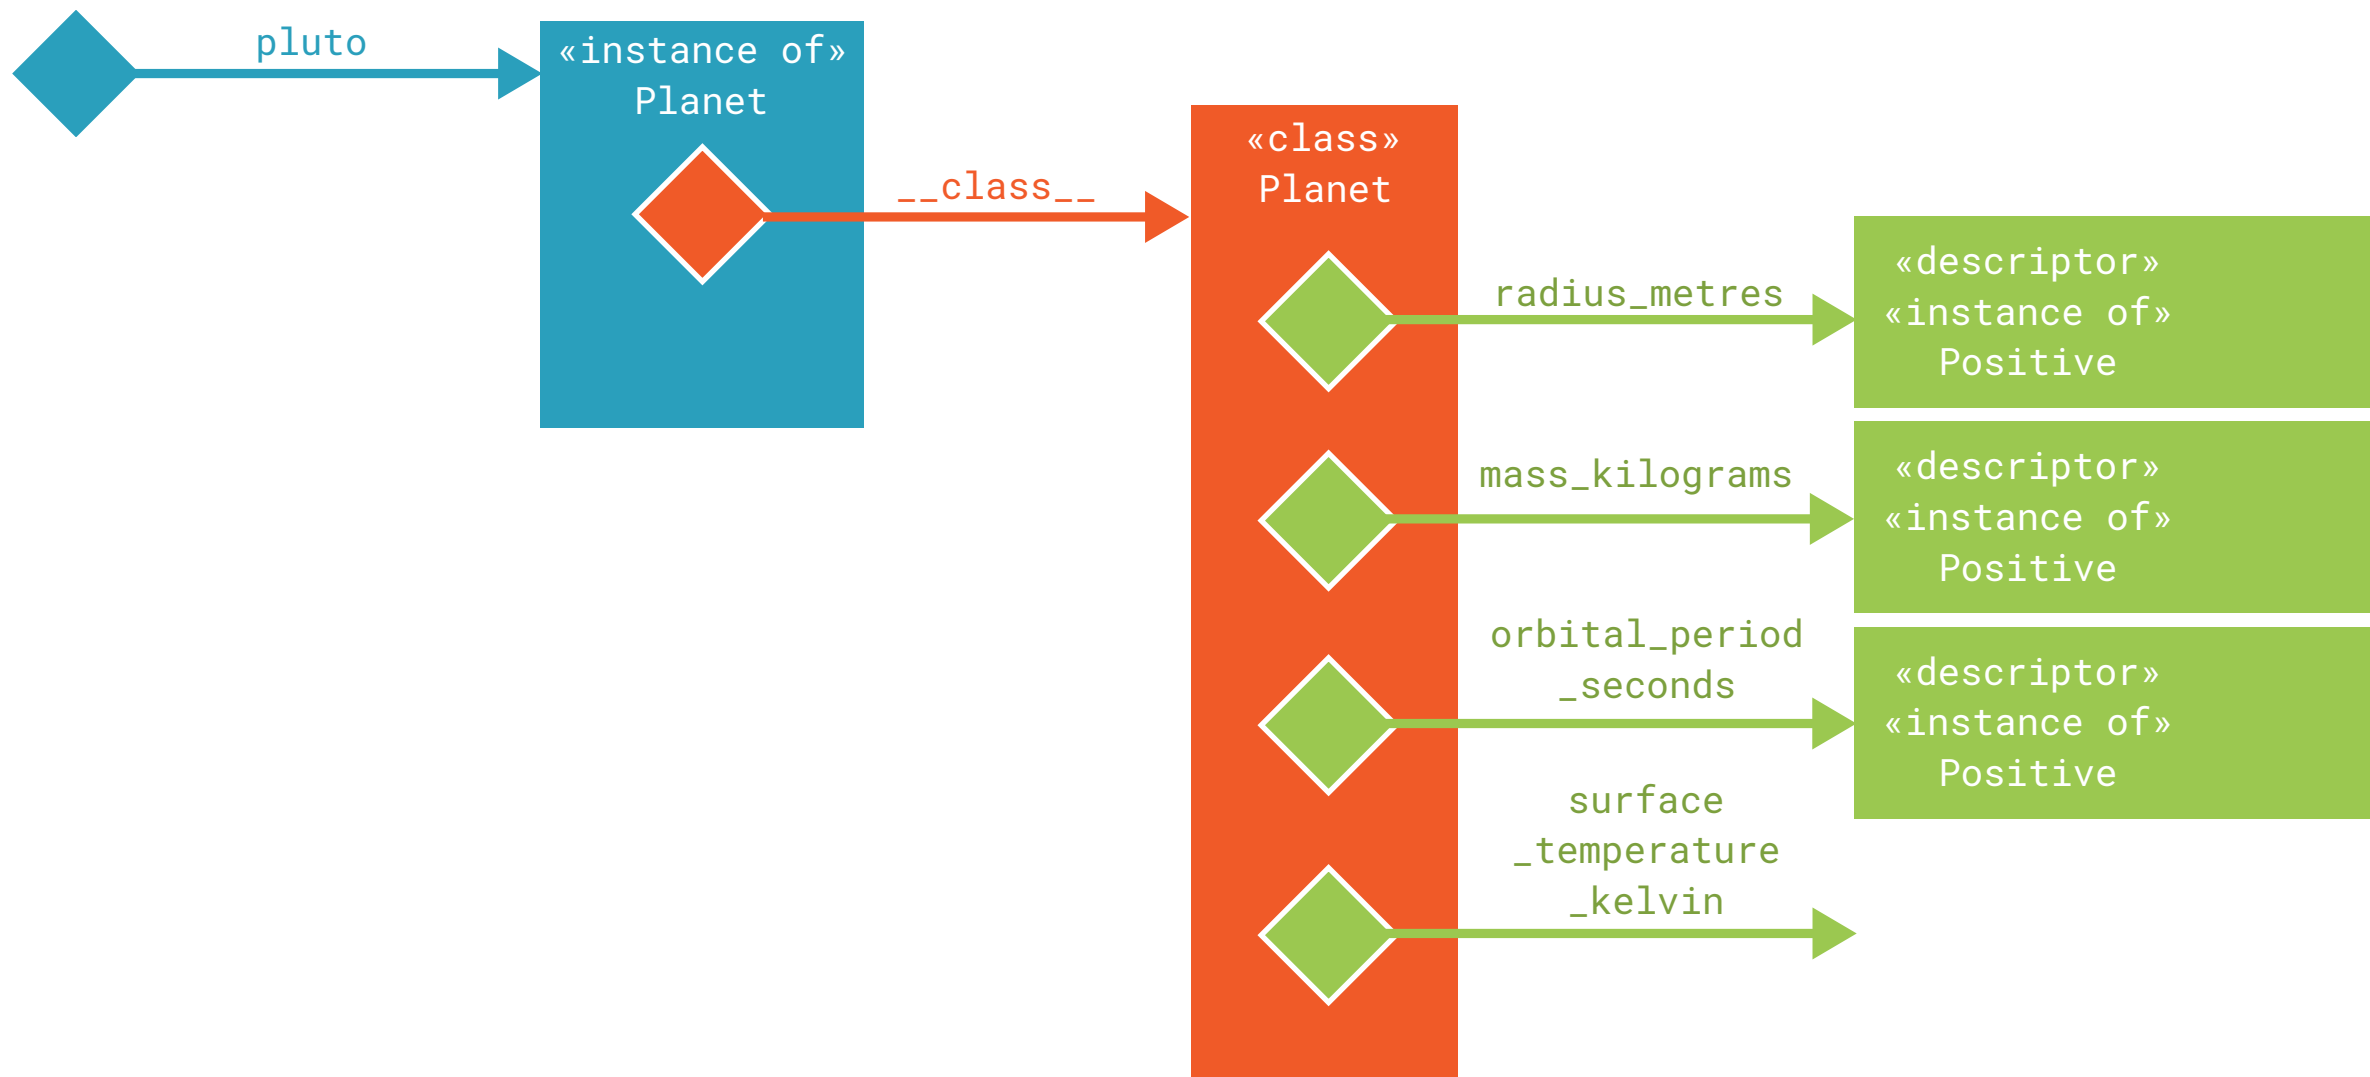 pluto
«instance of»
Planet
__class__
«class»
Planet
radius_metres
«descriptor»
«instance of»
Positive
mass_kilograms
«descriptor»
«instance of»
Positive
orbital_period
_seconds
«descriptor»
«instance of»
Positive
surface
_temperature
_kelvin